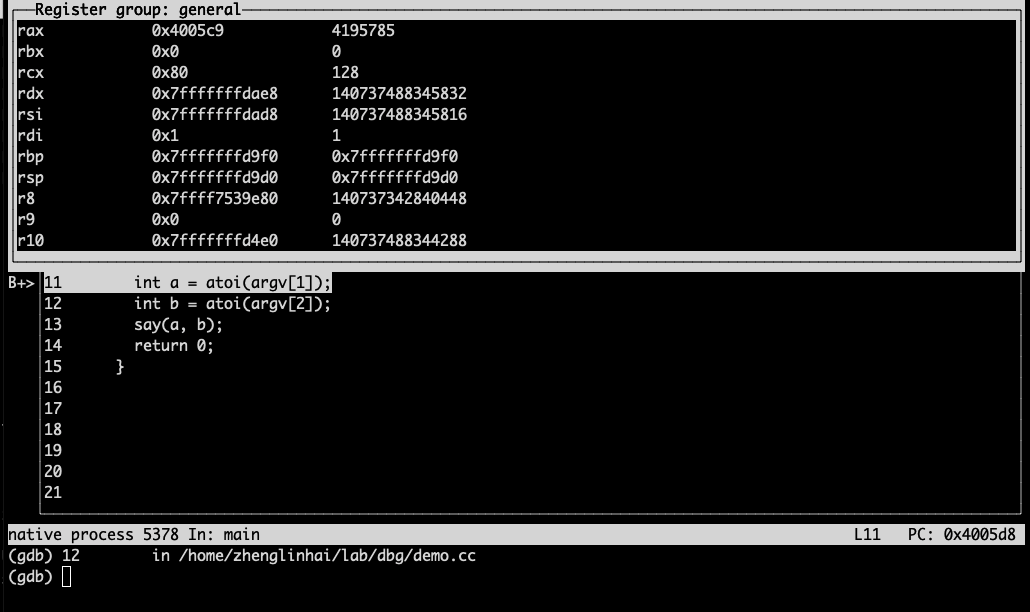 Register group: general
rax 0x4005c9 4195785
rbx 0x0 0
rcx 0x80 128
rdx 0x7fffffffdae8 140737488345832
rsi 0x7fffffffdad8 140737488345816
rdi 0x1 1
rbp 0x7fffffffd9f0 0x7fffffffd9f0
rsp 0x7fffffffd9d0 0x7fffffffd9d0
r8 0x7ffff7539e80 140737342840448
r9 0x0 0
r10 0x7fffffffd4e0 140737488344288
B+> 11 int a = atoi(argv[1]);
12 int b = atoi(argv[2]);
13 say(a, b);
14 return 0;
15 }
16
17
18
19
20
21
native process 5378 In: main L11 PC: 0x4005d8
(gdb) 12 in /home/zhenglinhai/lab/dbg/demo.cc
(gdb)